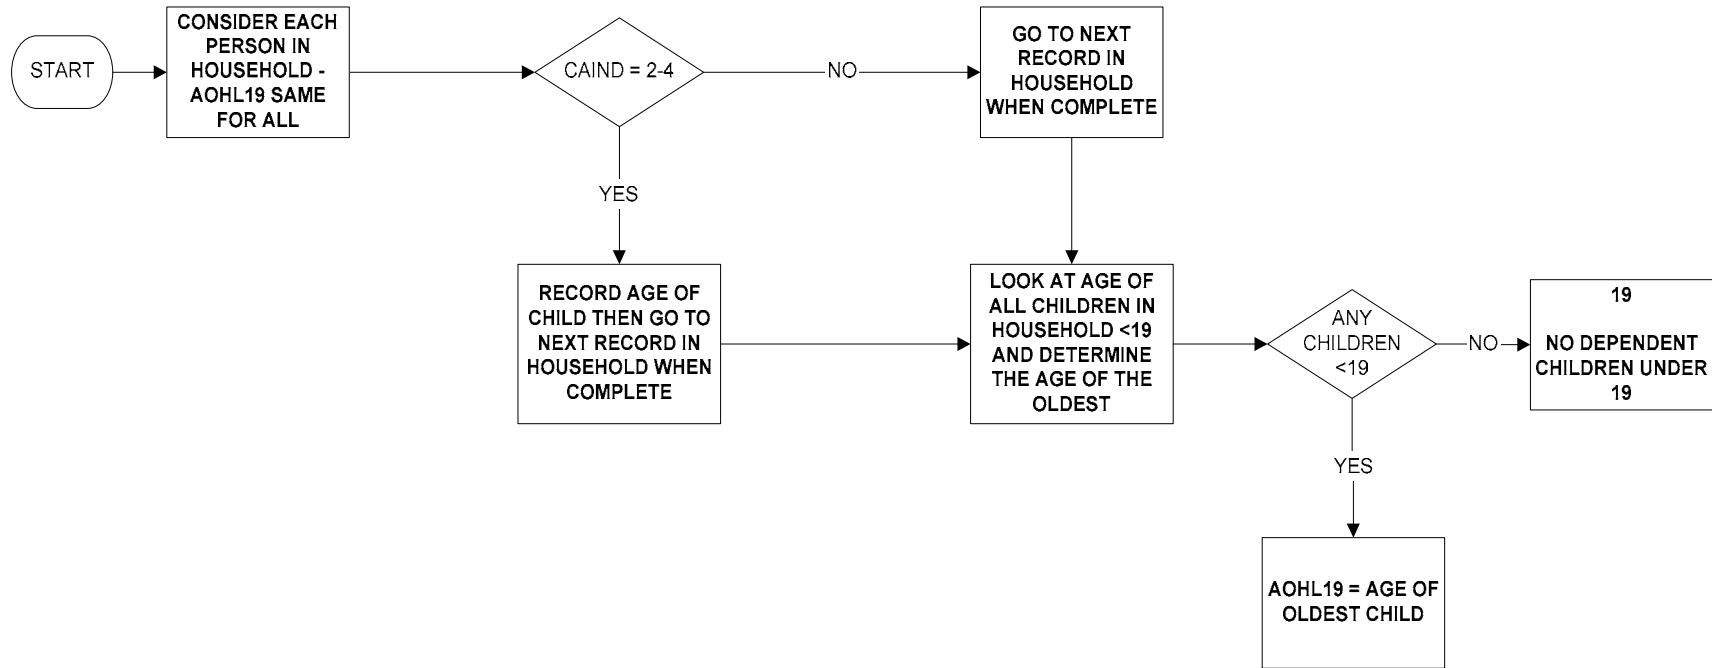 START
CONSIDER EACH
PERSON IN
HOUSEHOLD -
AOHL19 SAME
FOR ALL
CAIND = 2-4
NO
GO TO NEXT
RECORD IN
HOUSEHOLD
WHEN COMPLETE
YES
RECORD AGE OF
CHILD THEN GO TO
NEXT RECORD IN
HOUSEHOLD WHEN
COMPLETE
LOOK AT AGE OF
ALL CHILDREN IN
HOUSEHOLD <19
AND DETERMINE
THE AGE OF THE
OLDEST
ANY
CHILDREN
<19
NO
19
NO DEPENDENT
CHILDREN UNDER
19
YES
AOHL19 = AGE OF
OLDEST CHILD